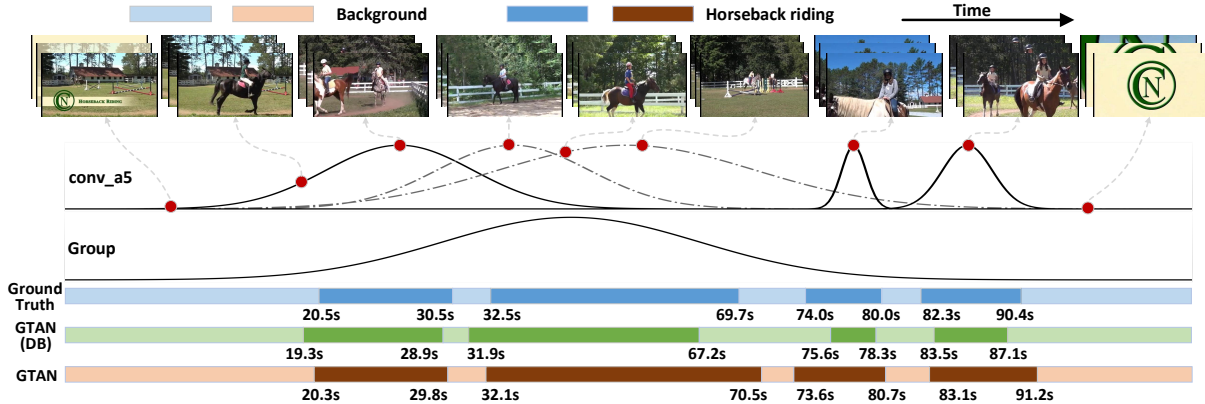 Background
Horseback riding
Time
CN HORSEBACK RIDING
CN
conv_a5
Group
Ground
Truth
20.5s 30.5s 32.5s 69.7s 74.0s 80.0s 82.3s 90.4s
GTAN
(DB)
19.3s 28.9s 31.9s 67.2s 75.6s 78.3s 83.5s 87.1s
GTAN
20.3s 29.8s 32.1s 70.5s 73.6s 80.7s 83.1s 91.2s